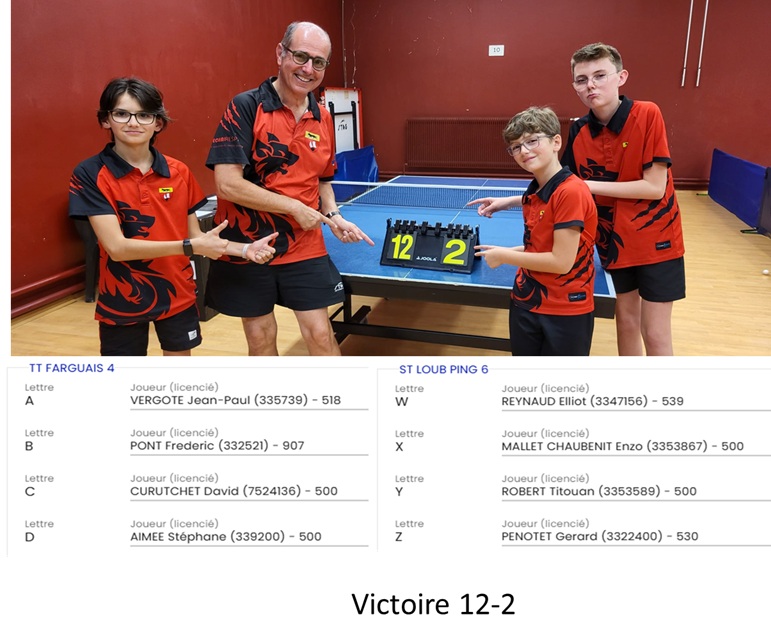 10
12 2
JOOLA
TT FARGUAIS 4
Lettre Joueur (licencié)
A VERGOTE Jean-Paul (335739) - 518
Lettre Joueur (licencié)
B PONT Frederic (332521) - 907
Lettre Joueur (licencié)
C CURUTCHET David (7524136) - 500
Lettre Joueur (licencié)
D AIMEE Stéphane (339200) - 500
ST LOUB PING 6
Lettre Joueur (licencié)
W REYNAUD Elliot (3347156) - 539
Lettre Joueur (licencié)
X MALLET CHAUBENIT Enzo (3353867) - 500
Lettre Joueur (licencié)
Y ROBERT Titouan (3353589) - 500
Lettre Joueur (licencié)
Z PENOTET Gerard (3322400) - 530
Victoire 12-2